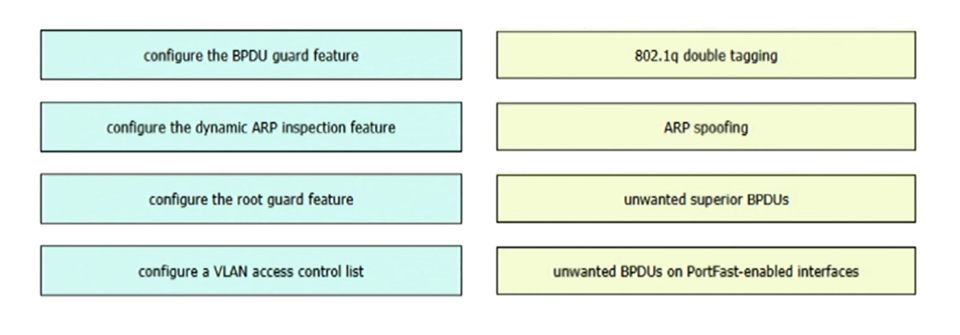 configure the BPDU guard feature
802.1q double tagging
configure the dynamic ARP inspection feature
ARP spoofing
configure the root guard feature
unwanted superior BPDUs
configure a VLAN access control list
unwanted BPDUs on PortFast-enabled interfaces